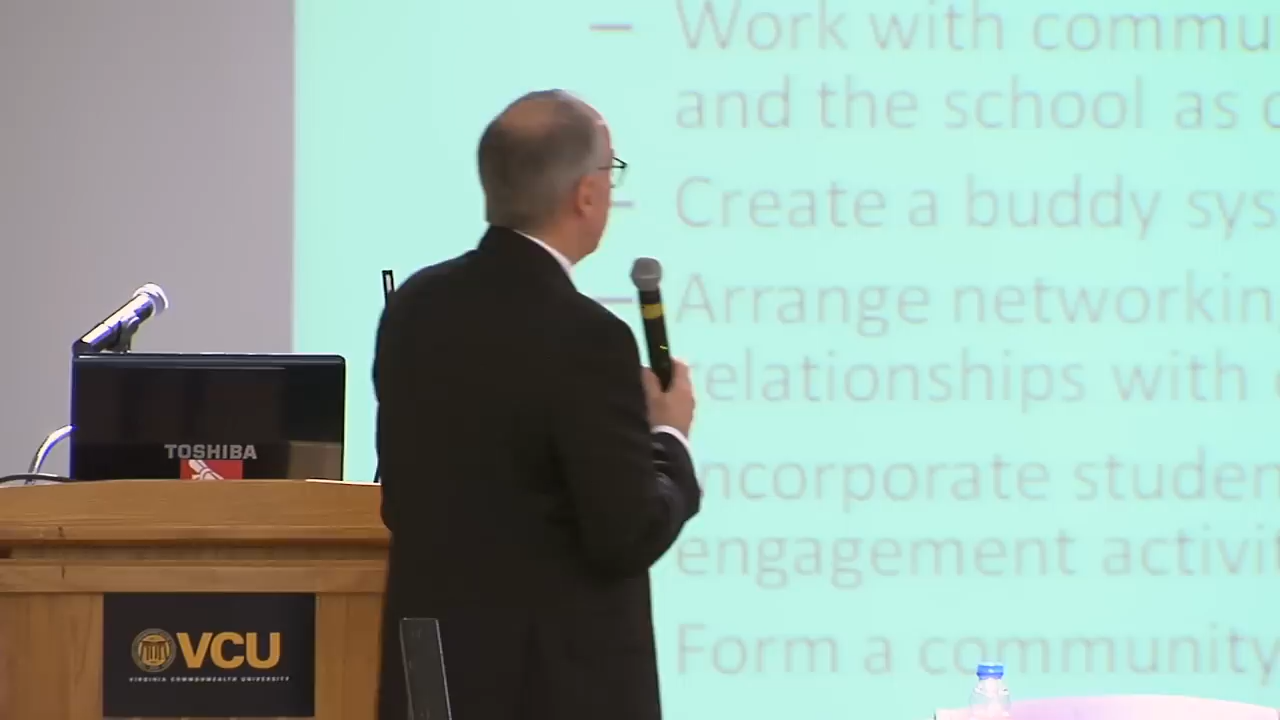 – Work with commu
and the school as
– Create a buddy sys
– Arrange networkin
relationships with
ncorporate studen
engagement activi
Form a community
TOSHIBA
VCU
VIRGINIA COMMONWEALTH UNIVERSITY